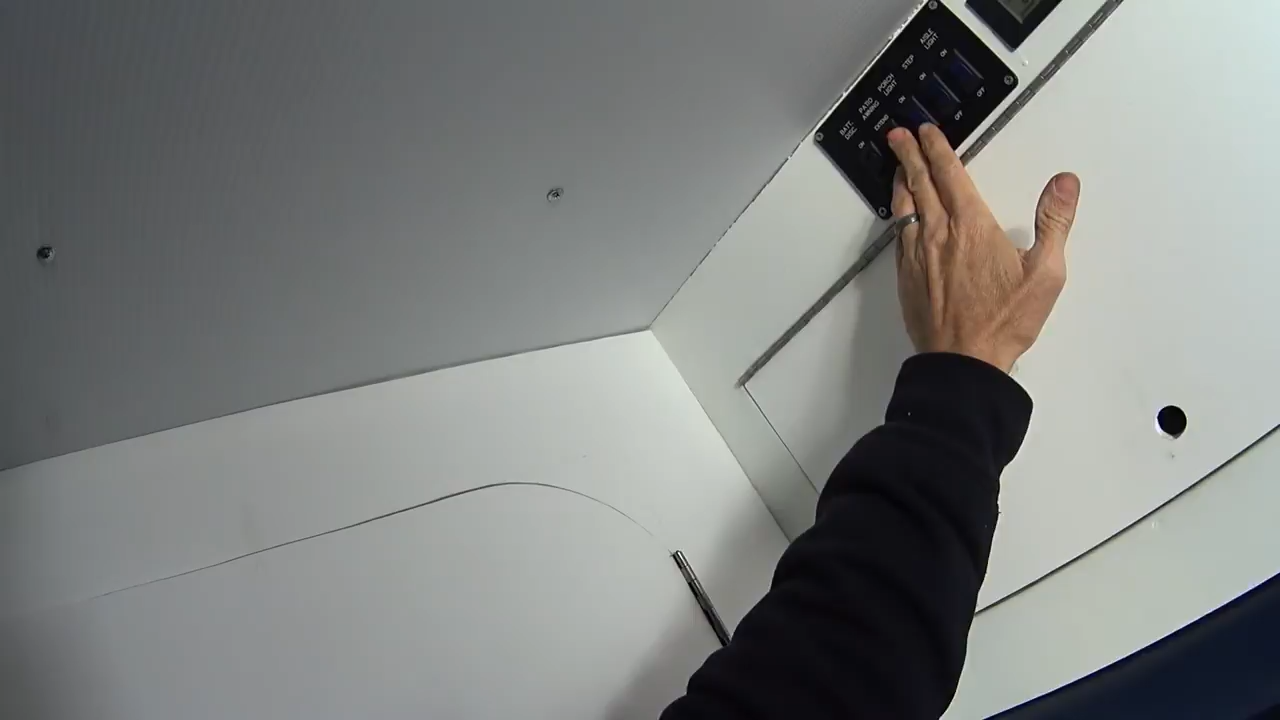 BATT.
DISC.
ON
PATIO
AWNING
EXTEND
PORCH
LIGHT
ON
OFF
STEP
ON
OFF
AISLE
LIGHT
ON